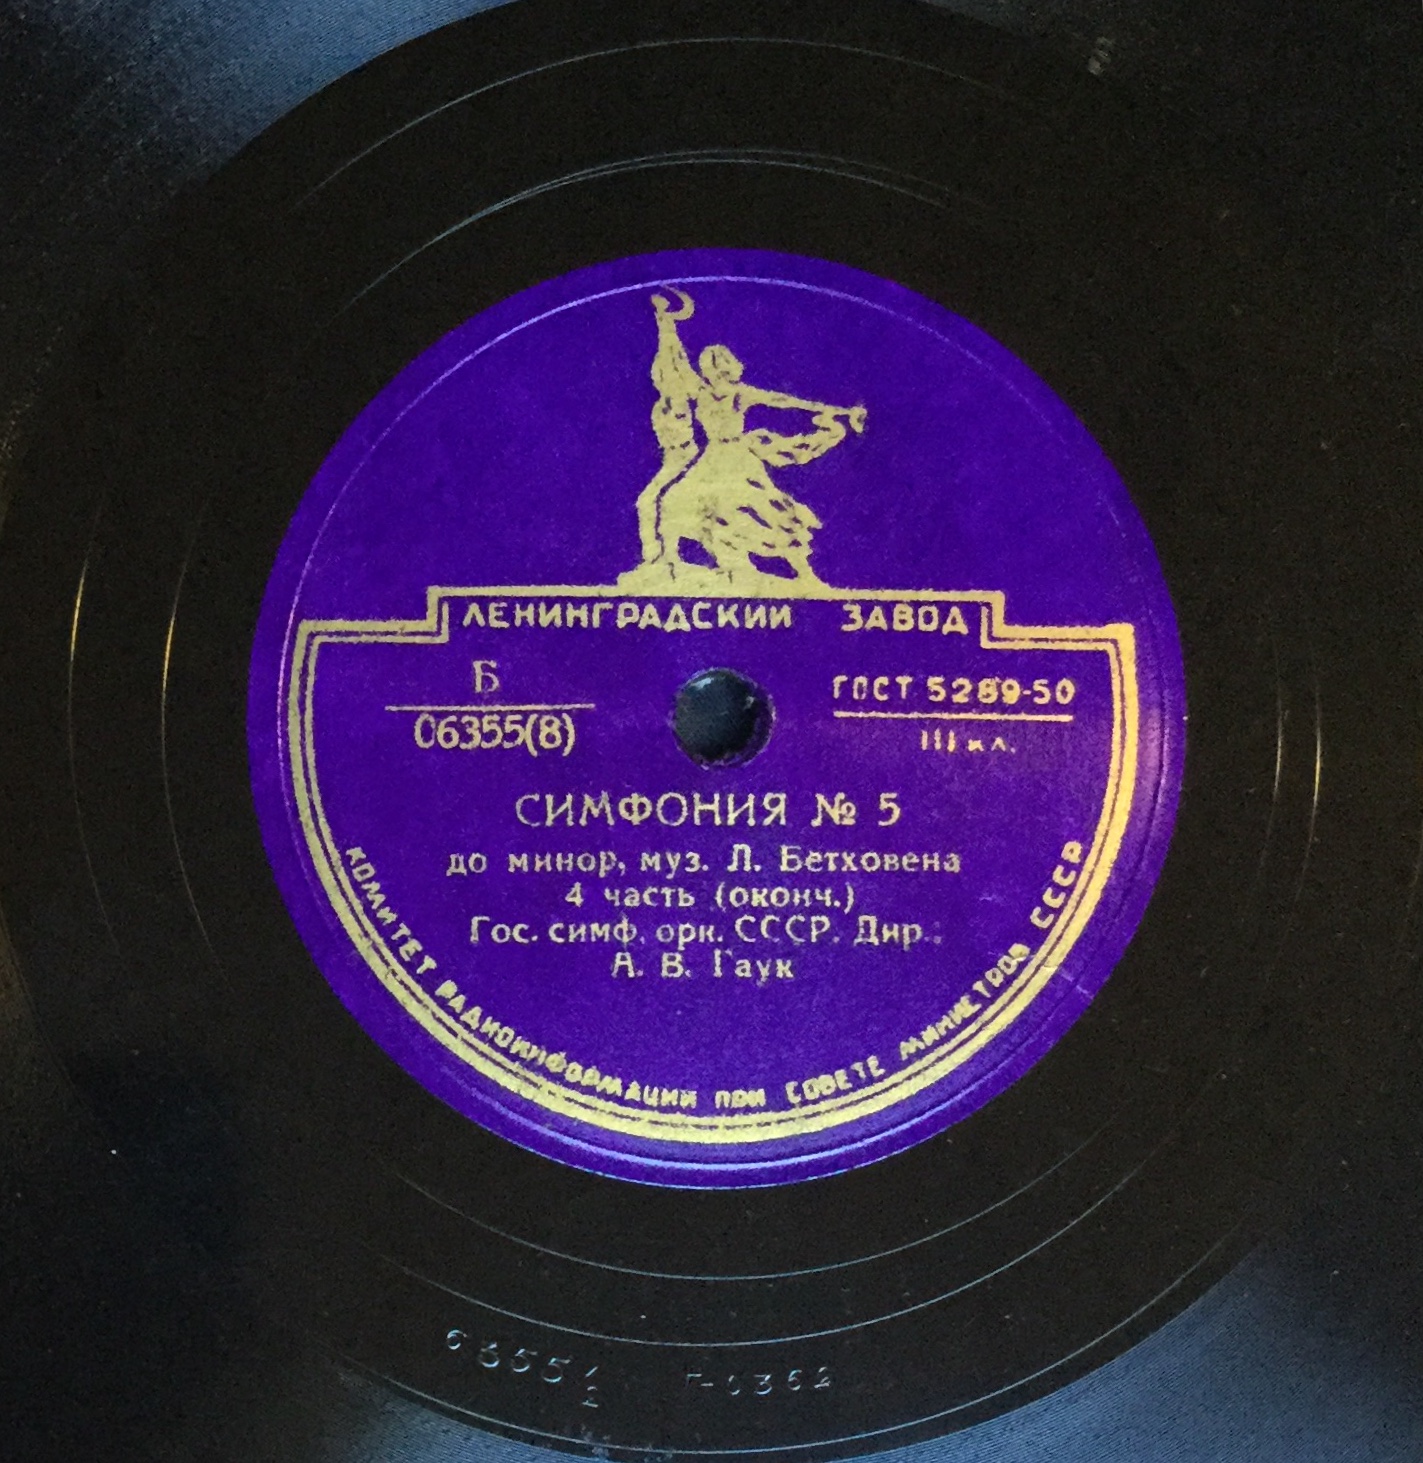 ЛЕНИНГРАДСКИЙ ЗАВОД
Б
06355(8)
ГОСТ 5289-50
III кл.
СИМФОНИЯ № 5
до минор, муз. Л. Бетховена
4 часть (оконч.)
Гос. симф. орк. СССР. Дир.:
А. В. Гаук
КОМИТЕТ РАДИОИНФОРМАЦИИ ПРИ СОВЕТЕ МИНИСТРОВ СССР